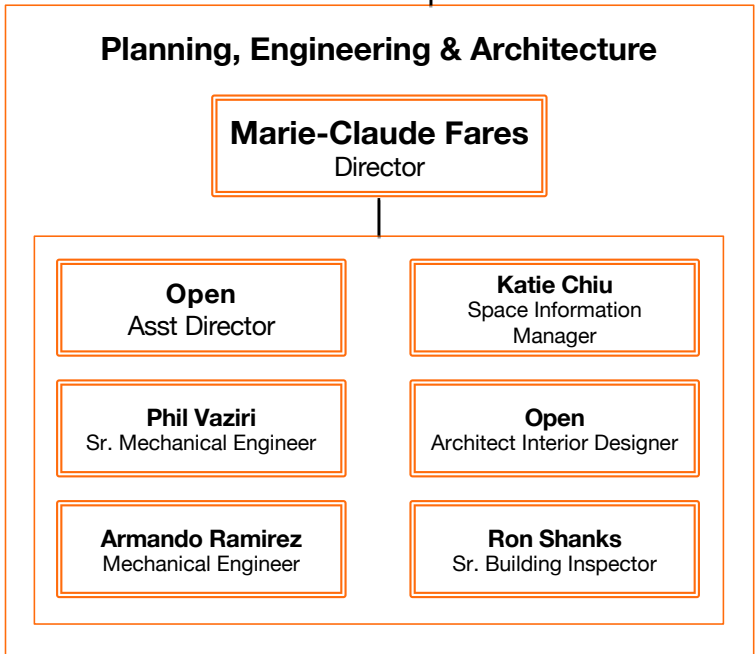 Planning, Engineering & Architecture
Marie-Claude Fares
Director
Open
Asst Director
Katie Chiu
Space Information
Manager
Phil Vaziri
Sr. Mechanical Engineer
Open
Architect Interior Designer
Armando Ramirez
Mechanical Engineer
Ron Shanks
Sr. Building Inspector